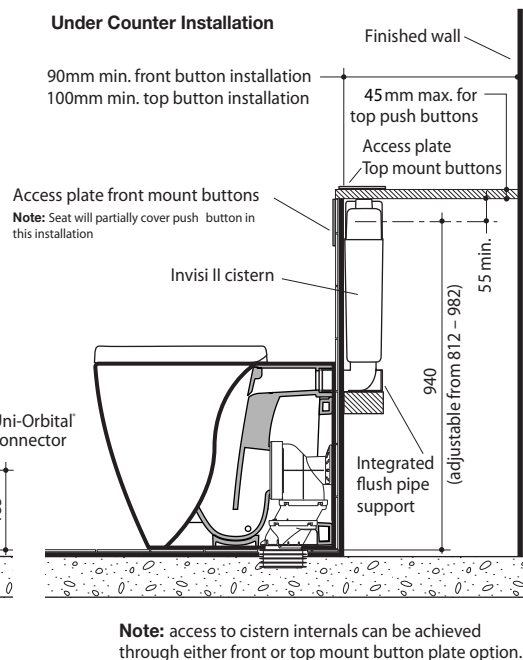 Under Counter Installation
Finished wall
90mm min. front button installation
100mm min. top button installation
45mm max. for
top push buttons
Access plate
Top mount buttons
Access plate front mount buttons
Note: Seat will partially cover push button in
this installation
55 min.
Invisi II cistern
940
(adjustable from 812 – 982)
Integrated
flush pipe
support
Note: access to cistern internals can be achieved
through either front or top mount button plate option.